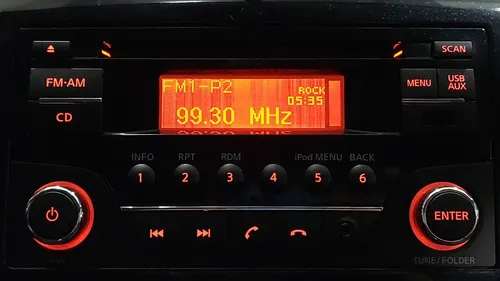 SCAN
FM·AM
MENU
USB
AUX
CD
FM1-P2
ROCK
05:35
99.30 MHz
INFO RPT RDM iPod MENU BACK
1 2 3 4 5 6
ENTER
VOL
TUNE/FOLDER